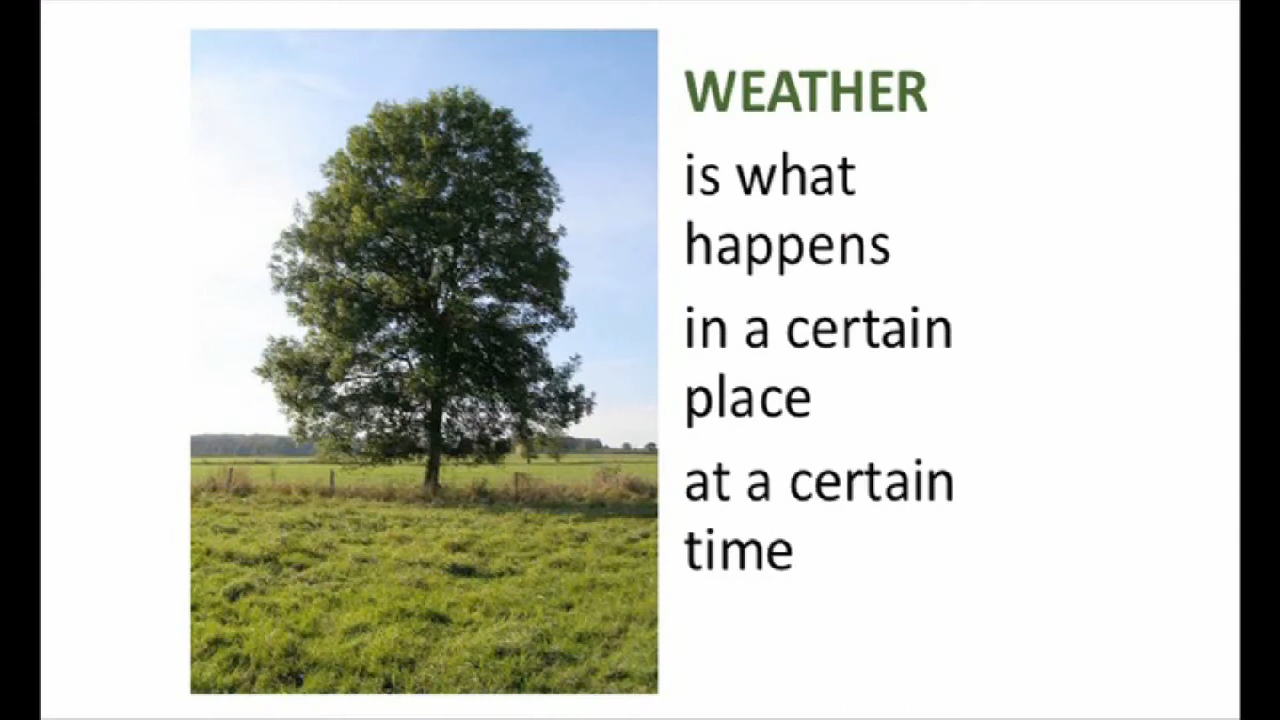 WEATHER
is what
happens
in a certain
place
at a certain
time